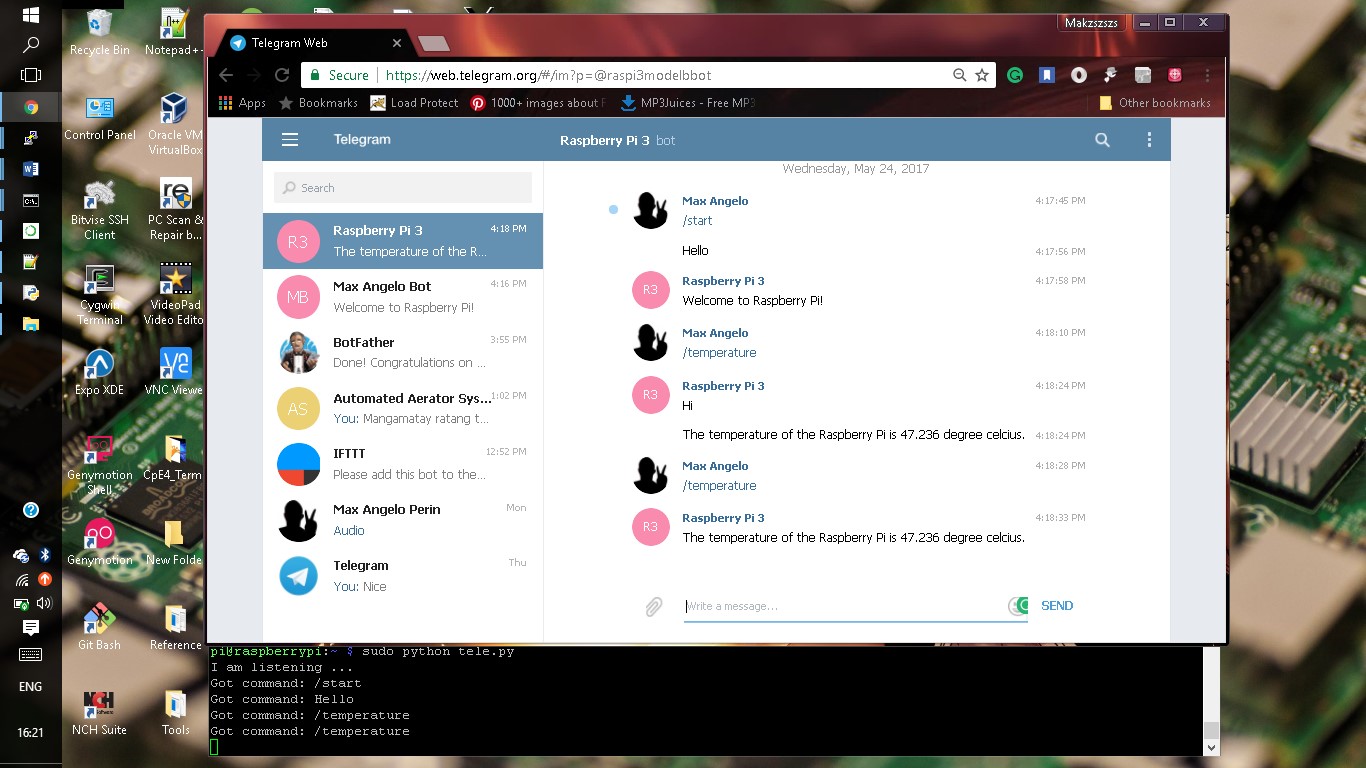 Recycle Bin
Notepad++
Control Panel
Oracle VM
VirtualBox
Bitvise SSH
Client
PC Scan &
Repair b...
Cygwin
Terminal
VideoPad
Video Edito
Expo XDE
VNC Viewe
Genymotion
Shell
CpE4_Term
Genymotion
New Folde
Git Bash
Reference
NCH Suite
Tools
ENG
16:21
Makzszszs
Telegram Web
Secure
https://web.telegram.org/#/im?p=@raspi3modelbbot
Apps
Bookmarks
Load Protect
1000+ images about F
MP3Juices - Free MP3
Other bookmarks
Telegram
Raspberry Pi 3 bot
Search
R3
Raspberry Pi 3
4:18 PM
The temperature of the R...
MB
Max Angelo Bot
4:16 PM
Welcome to Raspberry Pi!
BotFather
3:55 PM
Done! Congratulations on ...
AS
Automated Aerator Sys...
1:02 PM
You: Mangamatay ratang t...
IFTTT
12:52 PM
Please add this bot to the...
Max Angelo Perin
Mon
Audio
Telegram
Thu
You: Nice
Wednesday, May 24, 2017
Max Angelo
4:17:45 PM
/start
Hello
4:17:56 PM
R3
Raspberry Pi 3
4:17:58 PM
Welcome to Raspberry Pi!
Max Angelo
4:18:10 PM
/temperature
R3
Raspberry Pi 3
4:18:24 PM
Hi
The temperature of the Raspberry Pi is 47.236 degree celcius.
4:18:24 PM
Max Angelo
4:18:28 PM
/temperature
R3
Raspberry Pi 3
4:18:33 PM
The temperature of the Raspberry Pi is 47.236 degree celcius.
Write a message...
SEND
pi@raspberrypi:~ $ sudo python tele.py
I am listening ...
Got command: /start
Got command: Hello
Got command: /temperature
Got command: /temperature